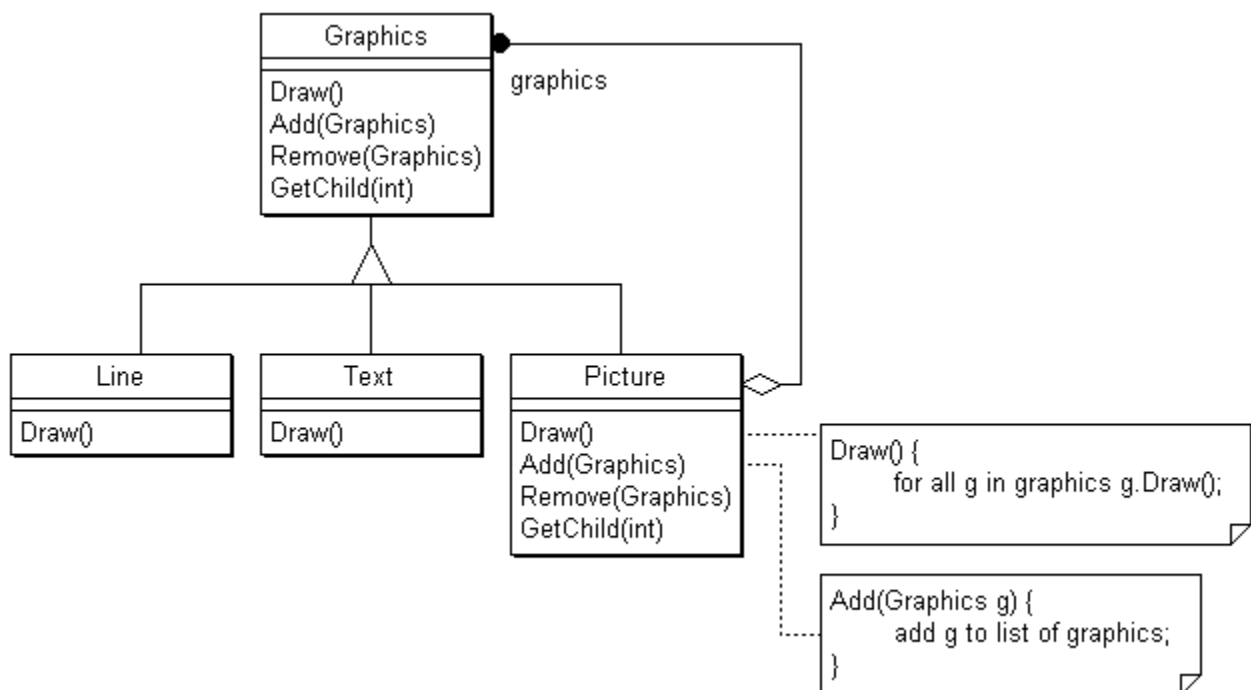 Graphics
Draw()
Add(Graphics)
Remove(Graphics)
GetChild(int)
graphics
Line
Draw()
Text
Draw()
Picture
Draw()
Add(Graphics)
Remove(Graphics)
GetChild(int)
Draw() {
for all g in graphics g.Draw();
}
Add(Graphics g) {
add g to list of graphics;
}